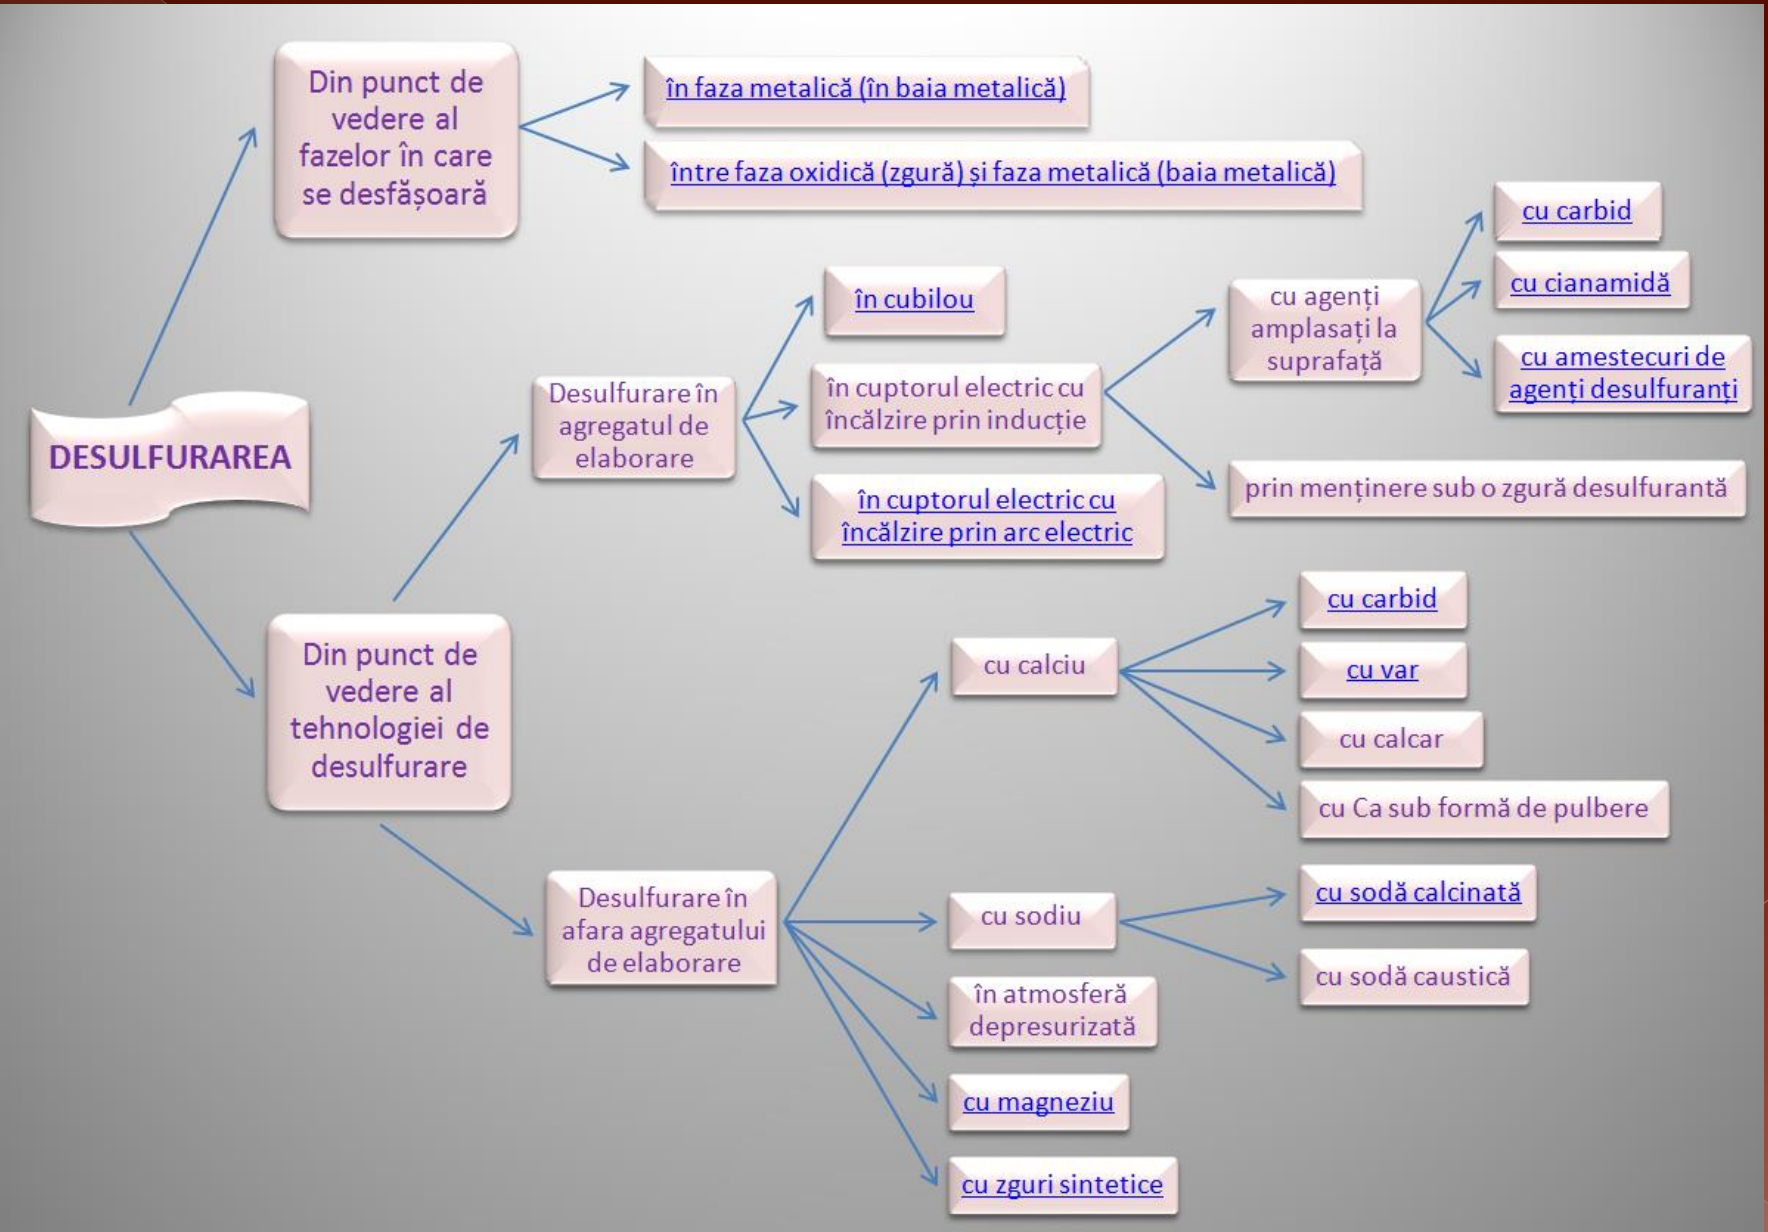 Din punct de
vedere al
fazelor în care
se desfășoară
în faza metalică (în baia metalică)
între faza oxidică (zgură) și faza metalică (baia metalică)
DESULFURAREA
Din punct de
vedere al
tehnologiei de
desulfurare
Desulfurare în
agregatul de
elaborare
în cubilou
în cuptorul electric cu
încălzire prin inducție
în cuptorul electric cu
încălzire prin arc electric
cu agenți
amplasați la
suprafață
cu carbid
cu cianamidă
cu amestecuri de
agenți desulfuranți
prin menținere sub o zgură desulfurantă
Desulfurare în
afara agregatului
de elaborare
cu calciu
cu carbid
cu var
cu calcar
cu Ca sub formă de pulbere
cu sodiu
cu sodă calcinată
cu sodă caustică
în atmosferă
depresurizată
cu magneziu
cu zguri sintetice